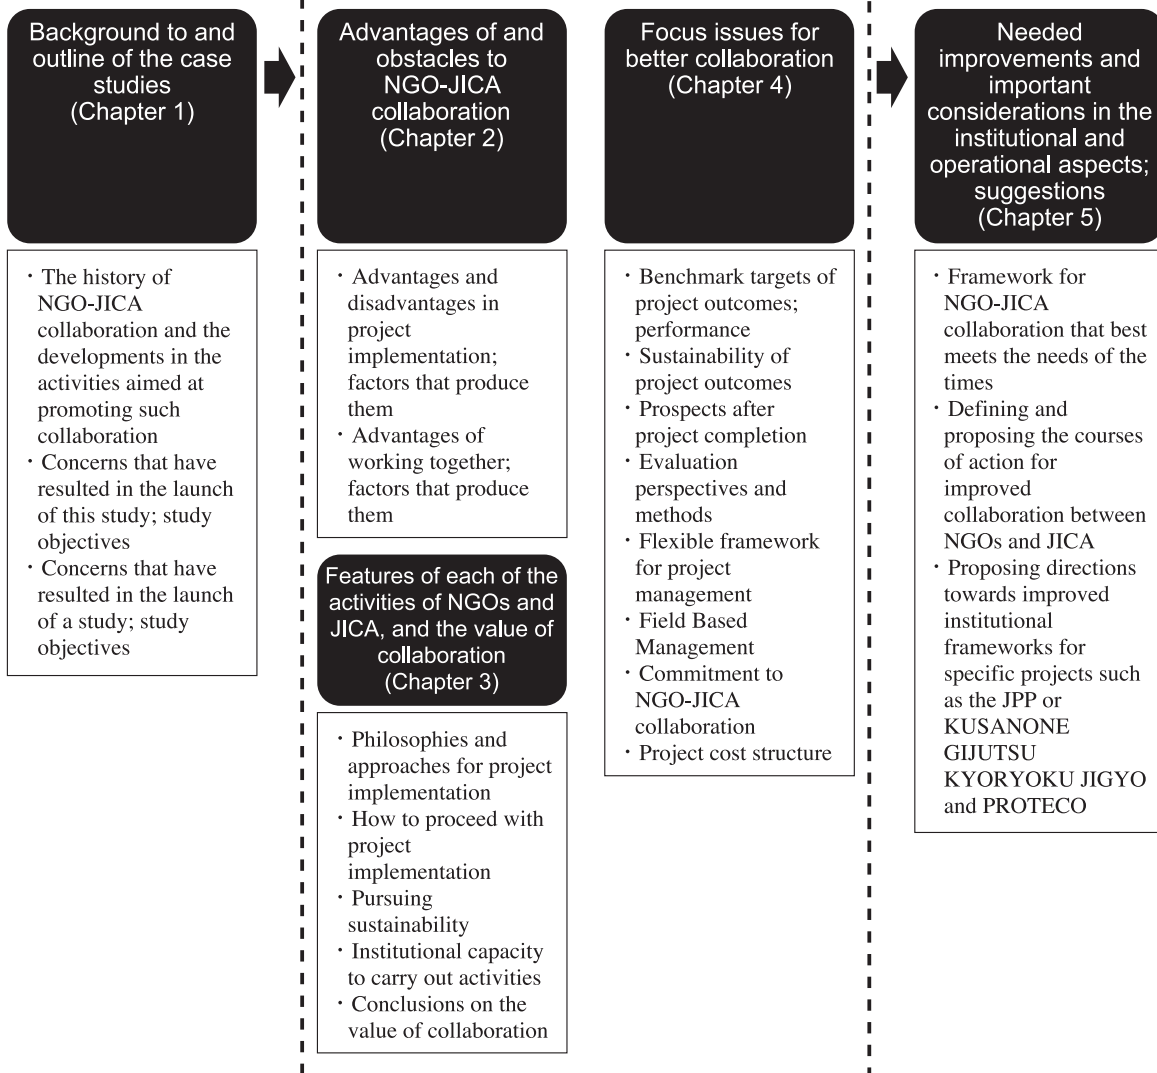 Background to and
outline of the case
studies
(Chapter 1)
· The history of
NGO-JICA
collaboration and the
developments in the
activities aimed at
promoting such
collaboration
· Concerns that have
resulted in the launch
of this study; study
objectives
· Concerns that have
resulted in the launch
of a study; study
objectives
Advantages of and
obstacles to
NGO-JICA
collaboration
(Chapter 2)
· Advantages and
disadvantages in
project
implementation;
factors that produce
them
· Advantages of
working together;
factors that produce
them
Features of each of the
activities of NGOs and
JICA, and the value of
collaboration
(Chapter 3)
· Philosophies and
approaches for project
implementation
· How to proceed with
project
implementation
· Pursuing
sustainability
· Institutional capacity
to carry out activities
· Conclusions on the
value of collaboration
Focus issues for
better collaboration
(Chapter 4)
· Benchmark targets of
project outcomes;
performance
· Sustainability of
project outcomes
· Prospects after
project completion
· Evaluation
perspectives and
methods
· Flexible framework
for project
management
· Field Based
Management
· Commitment to
NGO-JICA
collaboration
· Project cost structure
Needed
improvements and
important
considerations in the
institutional and
operational aspects;
suggestions
(Chapter 5)
· Framework for
NGO-JICA
collaboration that best
meets the needs of the
times
· Defining and
proposing the courses
of action for
improved
collaboration between
NGOs and JICA
· Proposing directions
towards improved
institutional
frameworks for
specific projects such
as the JPP or
KUSANONE
GIJUTSU
KYORYOKU JIGYO
and PROTECO